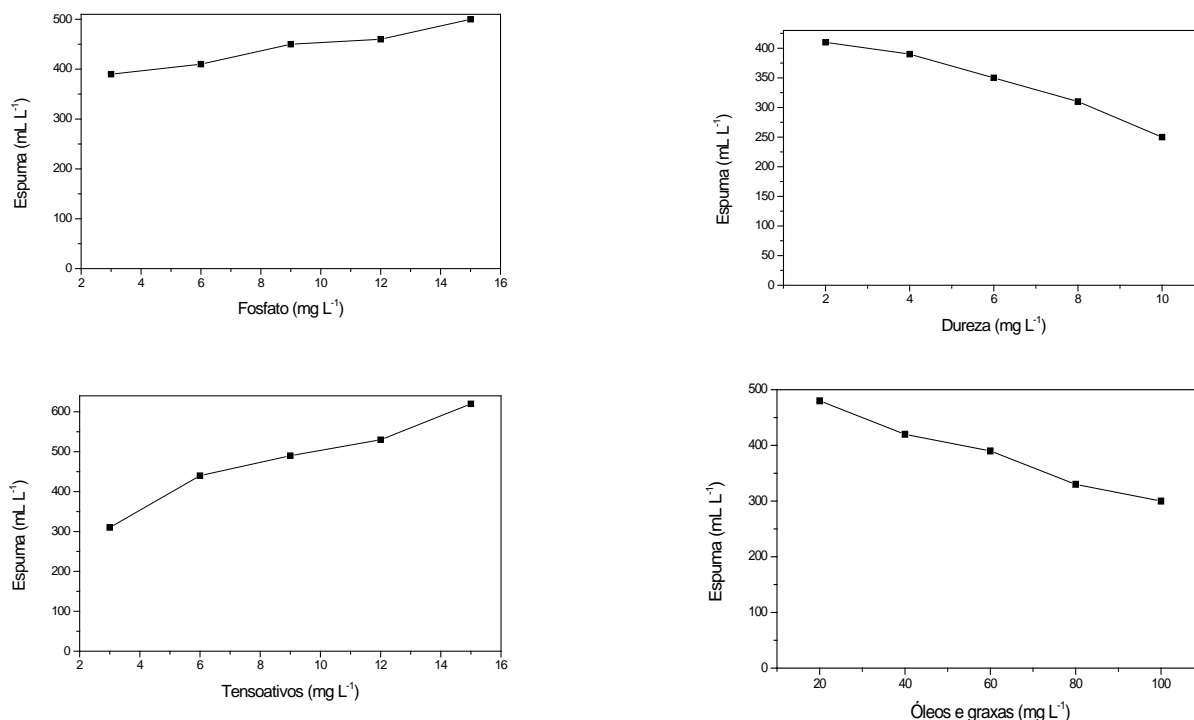 500
400
300
200
100
0
Espuma (mL L⁻¹)
2 4 6 8 10 12 14 16
Fosfato (mg L⁻¹)
400
350
300
250
200
150
100
50
0
Espuma (mL L⁻¹)
2 4 6 8 10
Dureza (mg L⁻¹)
600
500
400
300
200
100
0
Espuma (mL L⁻¹)
2 4 6 8 10 12 14 16
Tensoativos (mg L⁻¹)
500
400
300
200
100
0
Espuma (mL L⁻¹)
20 40 60 80 100
Óleos e graxas (mg L⁻¹)